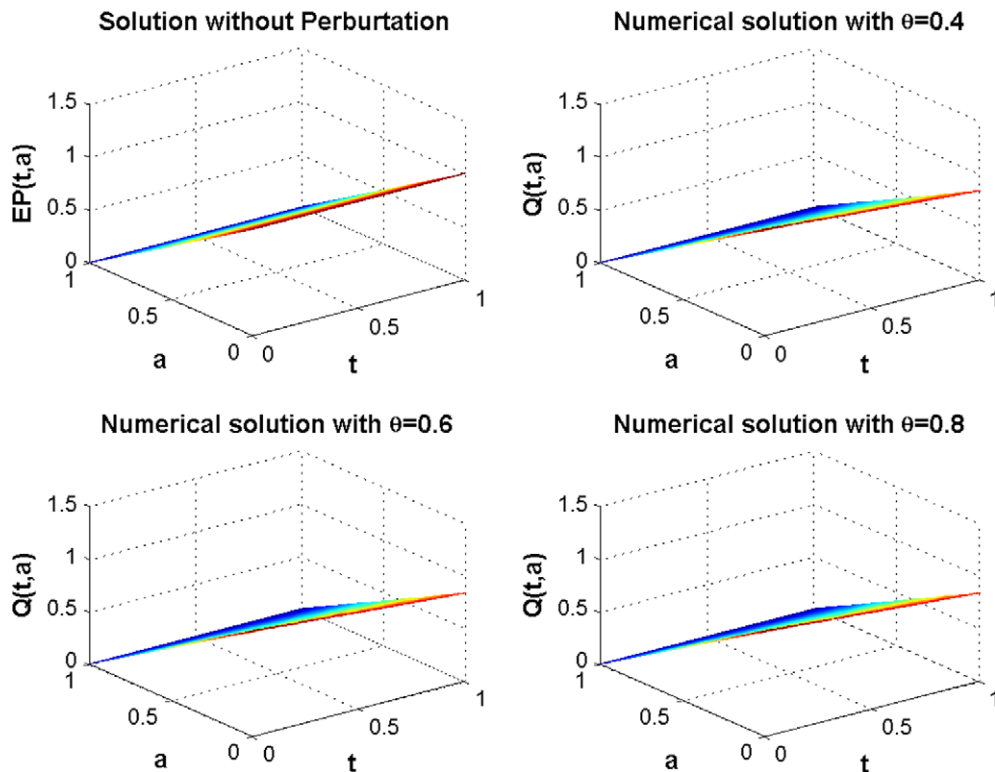 Solution without Perburtation
1.5
1
0.5
0
EP(t,a)
1
0.5
0
a
0
0.5
1
t
Numerical solution with θ=0.4
1.5
1
0.5
0
Q(t,a)
1
0.5
0
a
0
0.5
1
t
Numerical solution with θ=0.6
1.5
1
0.5
0
Q(t,a)
1
0.5
0
a
0
0.5
1
t
Numerical solution with θ=0.8
1.5
1
0.5
0
Q(t,a)
1
0.5
0
a
0
0.5
1
t